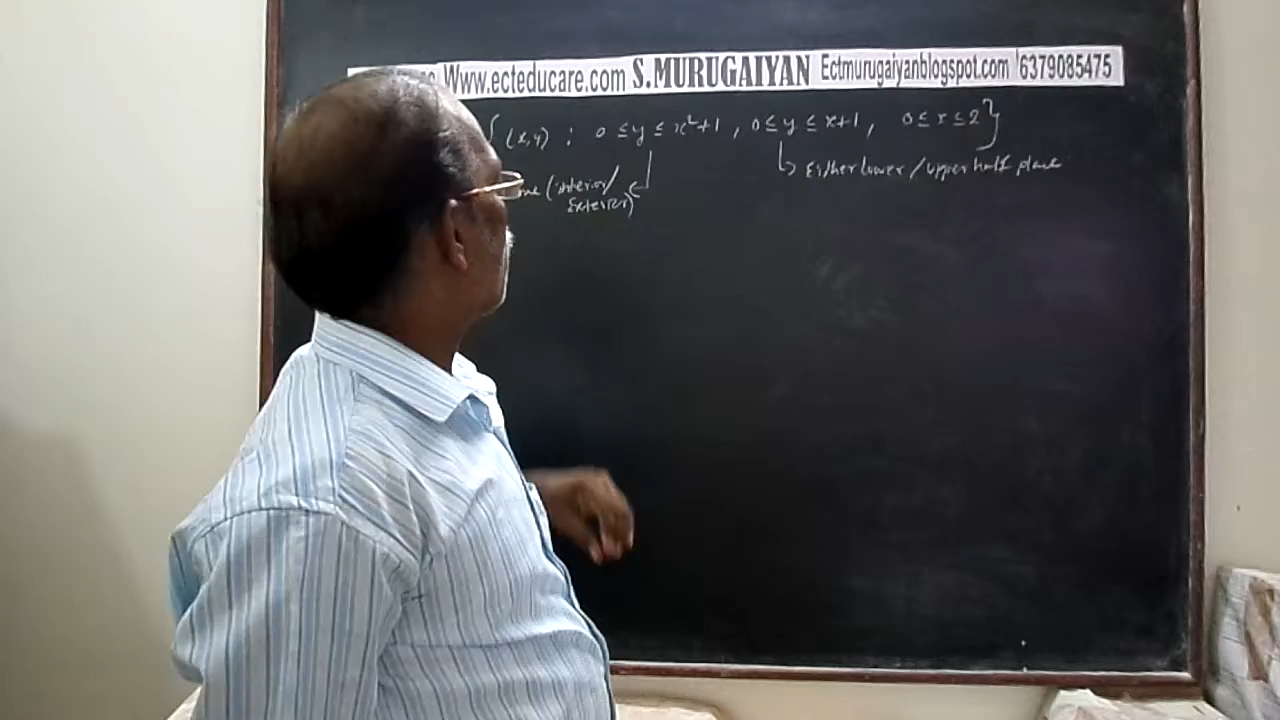 Www.ecteducare.com S.MURUGAIYAN Ectmurugaiyanblogspot.com 6379085475
{(x,y) : 0 ≤ y ≤ x²+1, 0 ≤ y ≤ x+1, 0 ≤ x ≤ 2}
(interior/ ↳ Either lower/upper half plane
Exterior)